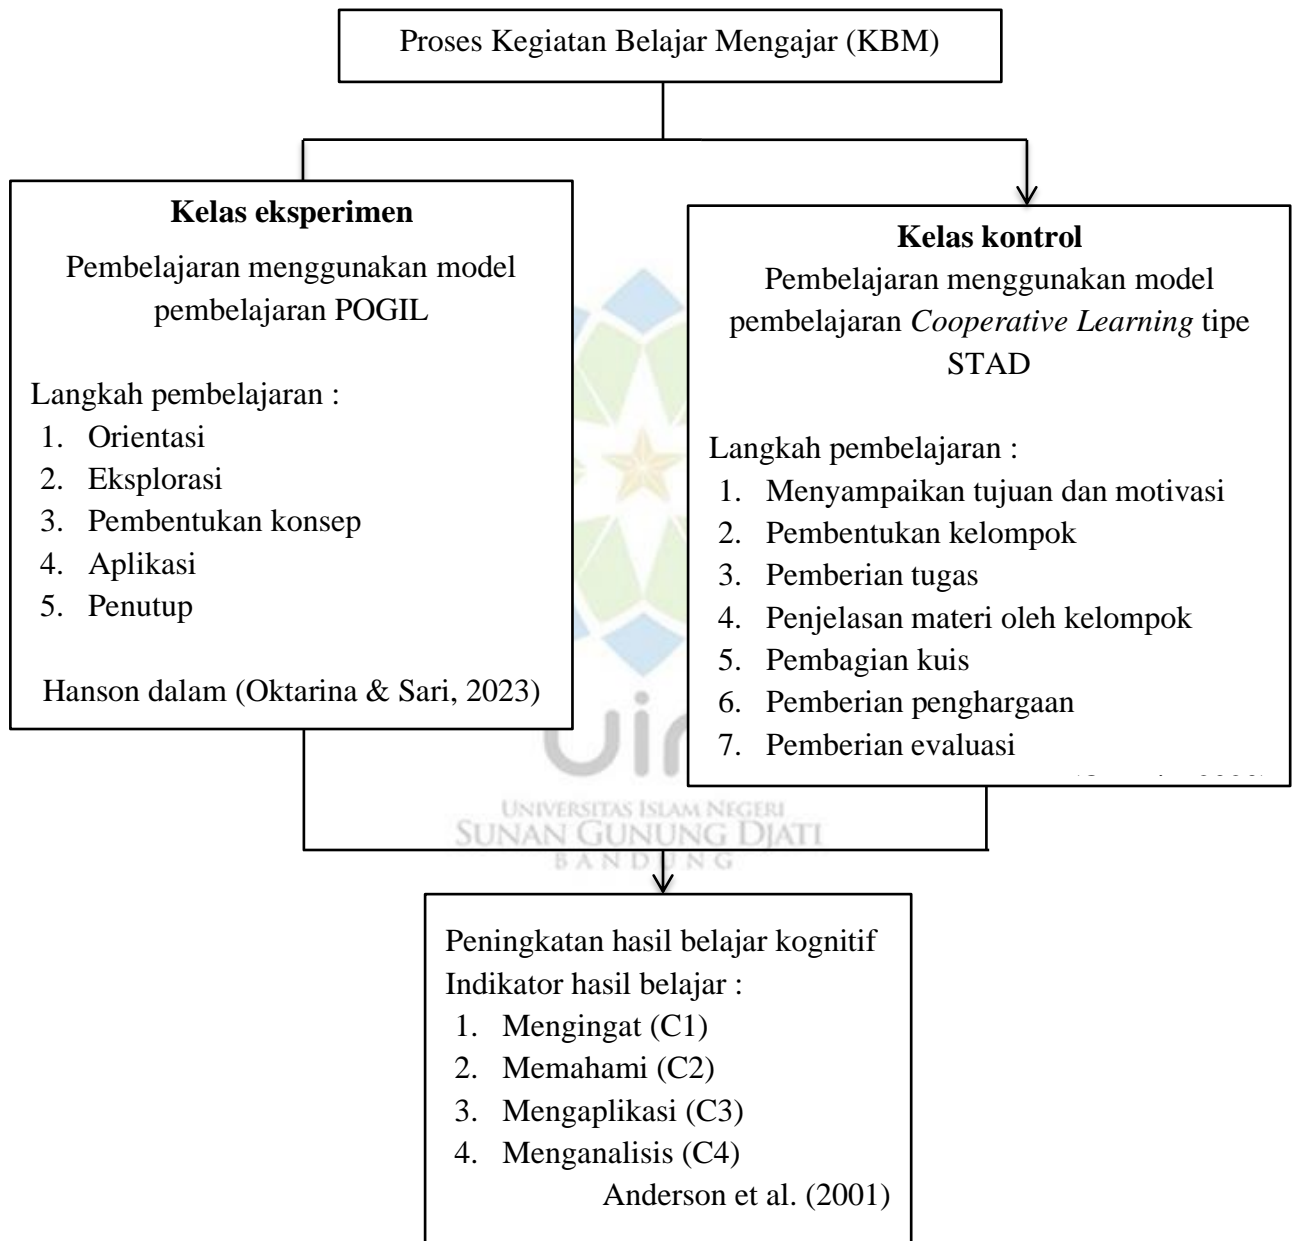 Proses Kegiatan Belajar Mengajar (KBM)
Kelas eksperimen
Pembelajaran menggunakan model
pembelajaran POGIL
Langkah pembelajaran :
1. Orientasi
2. Eksplorasi
3. Pembentukan konsep
4. Aplikasi
5. Penutup
Hanson dalam (Oktarina & Sari, 2023)
Kelas kontrol
Pembelajaran menggunakan model
pembelajaran Cooperative Learning tipe
STAD
Langkah pembelajaran :
1. Menyampaikan tujuan dan motivasi
2. Pembentukan kelompok
3. Pemberian tugas
4. Penjelasan materi oleh kelompok
5. Pembagian kuis
6. Pemberian penghargaan
7. Pemberian evaluasi
UNIVERSITAS ISLAM NEGERI
SUNAN GUNUNG DJATI
BANDUNG
Peningkatan hasil belajar kognitif
Indikator hasil belajar :
1. Mengingat (C1)
2. Memahami (C2)
3. Mengaplikasi (C3)
4. Menganalisis (C4)
Anderson et al. (2001)